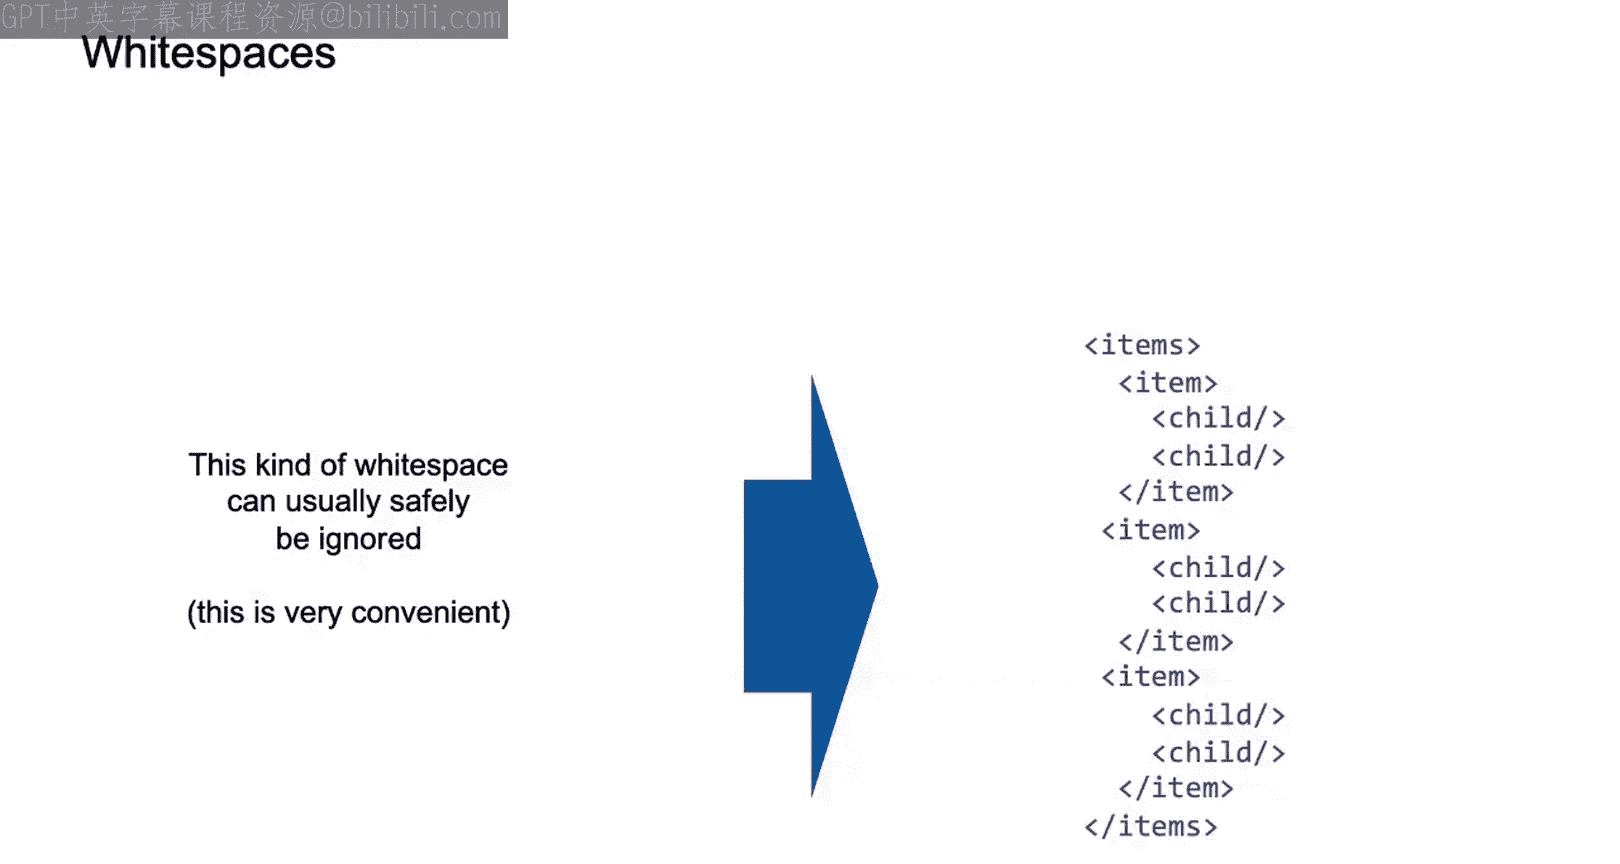 GPT中英字幕课程资源@bilibili.com
Whitespaces
This kind of whitespace
can usually safely
be ignored
(this is very convenient)
<items>
  <item>
    <child/>
    <child/>
  </item>
 <item>
    <child/>
    <child/>
  </item>
 <item>
    <child/>
    <child/>
  </item>
</items>